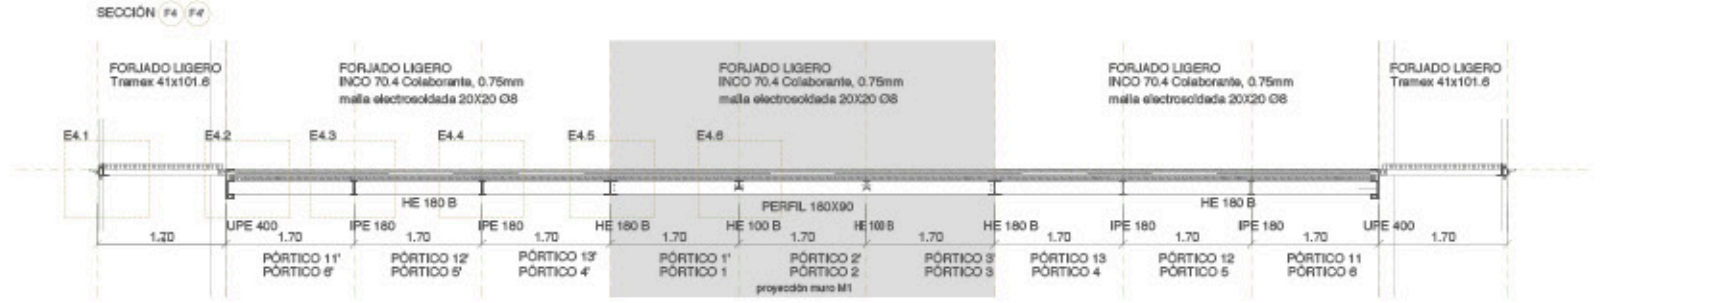 SECCIÓN F4 F4'
FORJADO LIGERO
Tramex 41x101.6
FORJADO LIGERO
INCO 70.4 Colaborante, 0.75mm
malla electrosoldada 20X20 Ø8
FORJADO LIGERO
INCO 70.4 Colaborante, 0.75mm
malla electrosoldada 20X20 Ø8
FORJADO LIGERO
INCO 70.4 Colaborante, 0.75mm
malla electrosoldada 20X20 Ø8
FORJADO LIGERO
Tramex 41x101.6
E4.1 E4.2 E4.3 E4.4 E4.5 E4.6
HE 180 B PERFIL 180X90 HE 180 B
UPE 400 IPE 180 IPE 180 HE 180 B HE 100 B HE 100 B HE 180 B IPE 180 IPE 180 UPE 400
1.70 1.70 1.70 1.70 1.70 1.70 1.70 1.70 1.70 1.70 1.70
PÓRTICO 11' PÓRTICO 12' PÓRTICO 13' PÓRTICO 1' PÓRTICO 2' PÓRTICO 3' PÓRTICO 13 PÓRTICO 12 PÓRTICO 11
PÓRTICO 6' PÓRTICO 5' PÓRTICO 4' PÓRTICO 1 PÓRTICO 2 PÓRTICO 3 PÓRTICO 4 PÓRTICO 5 PÓRTICO 6
proyección muro M1